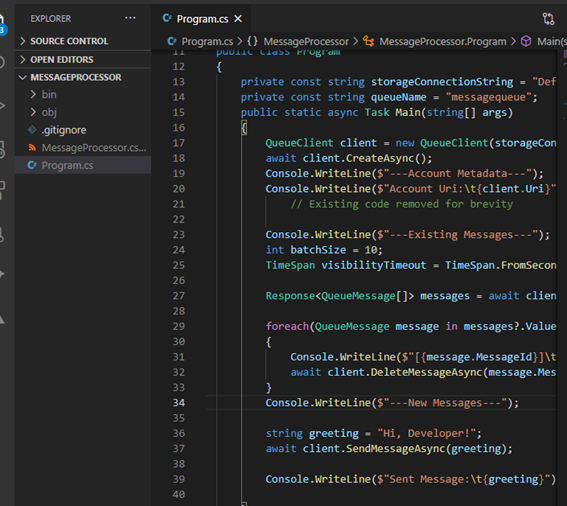 EXPLORER
SOURCE CONTROL
OPEN EDITORS
MESSAGEPROCESSOR
bin
obj
.gitignore
MessageProcessor.cs...
Program.cs
3
Program.cs
Program.cs > {} MessageProcessor > MessageProcessor.Program > Main(s
11 public class Program
12 {
13 private const string storageConnectionString = "Def
14 private const string queueName = "messagequeue";
15 public static async Task Main(string[] args)
16 {
17 QueueClient client = new QueueClient(storageCon
18 await client.CreateAsync();
19 Console.WriteLine($"---Account Metadata---");
20 Console.WriteLine($"Account Uri:\t{client.Uri}"
21 // Existing code removed for brevity
22
23 Console.WriteLine($"---Existing Messages---");
24 int batchSize = 10;
25 TimeSpan visibilityTimeout = TimeSpan.FromSecon
26
27 Response<QueueMessage[]> messages = await clien
28
29 foreach(QueueMessage message in messages?.Value
30 {
31 Console.WriteLine($"[{message.MessageId}]\t
32 await client.DeleteMessageAsync(message.Mes
33 }
34 Console.WriteLine($"---New Messages---");
35
36 string greeting = "Hi, Developer!";
37 await client.SendMessageAsync(greeting);
38
39 Console.WriteLine($"Sent Message:\t{greeting}")
40